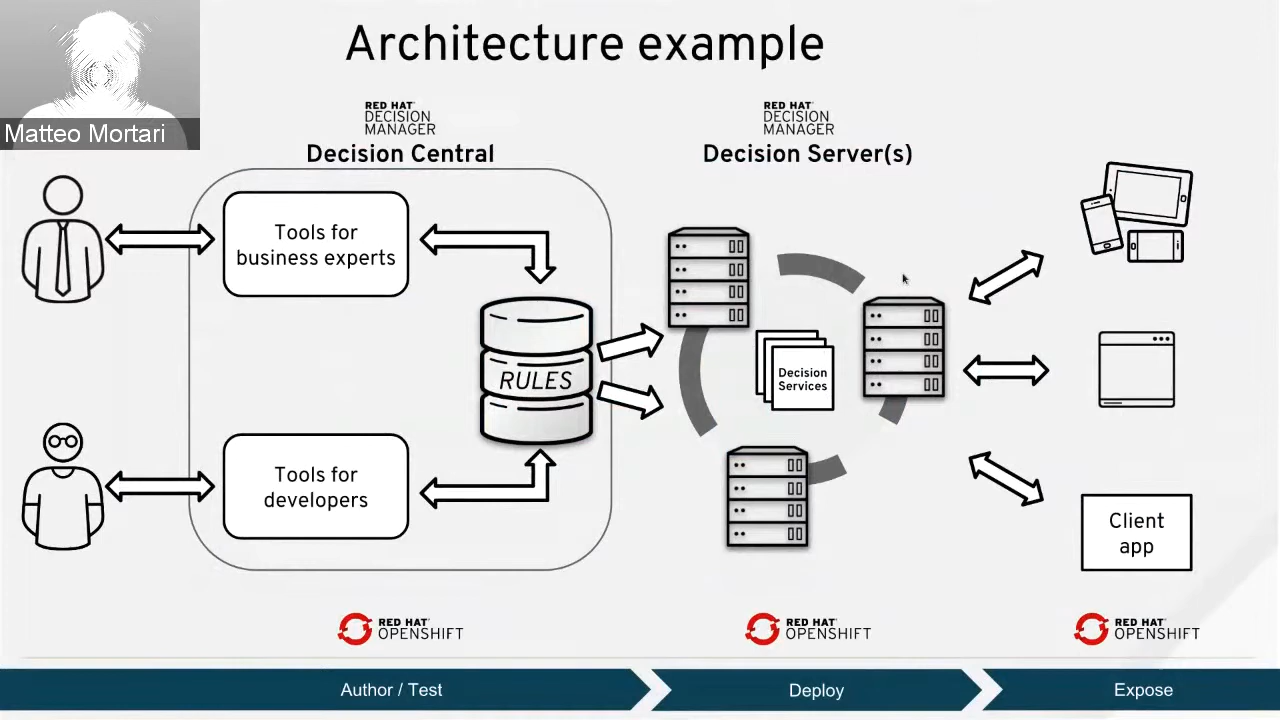 Architecture example
Matteo Mortari
RED HAT
DECISION
MANAGER
Decision Central
RED HAT
DECISION
MANAGER
Decision Server(s)
Tools for
business experts
RULES
Decision
Services
Tools for
developers
Client
app
RED HAT
OPENSHIFT
RED HAT
OPENSHIFT
RED HAT
OPENSHIFT
Author / Test
Deploy
Expose